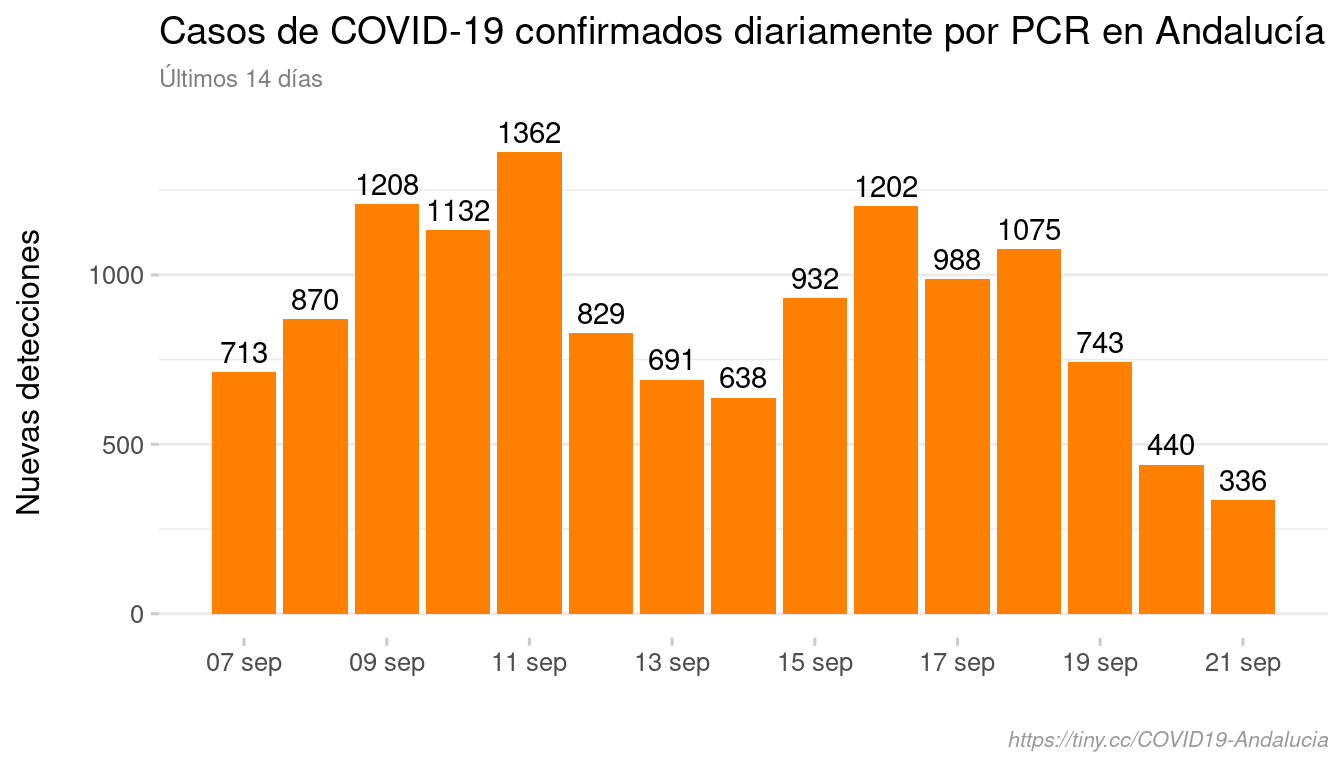 Casos de COVID-19 confirmados diariamente por PCR en Andalucía
Últimos 14 días
Nuevas detecciones
1000
500
0
713
870
1208
1132
1362
829
691
638
932
1202
988
1075
743
440
336
07 sep
09 sep
11 sep
13 sep
15 sep
17 sep
19 sep
21 sep
https://tiny.cc/COVID19-Andalucia